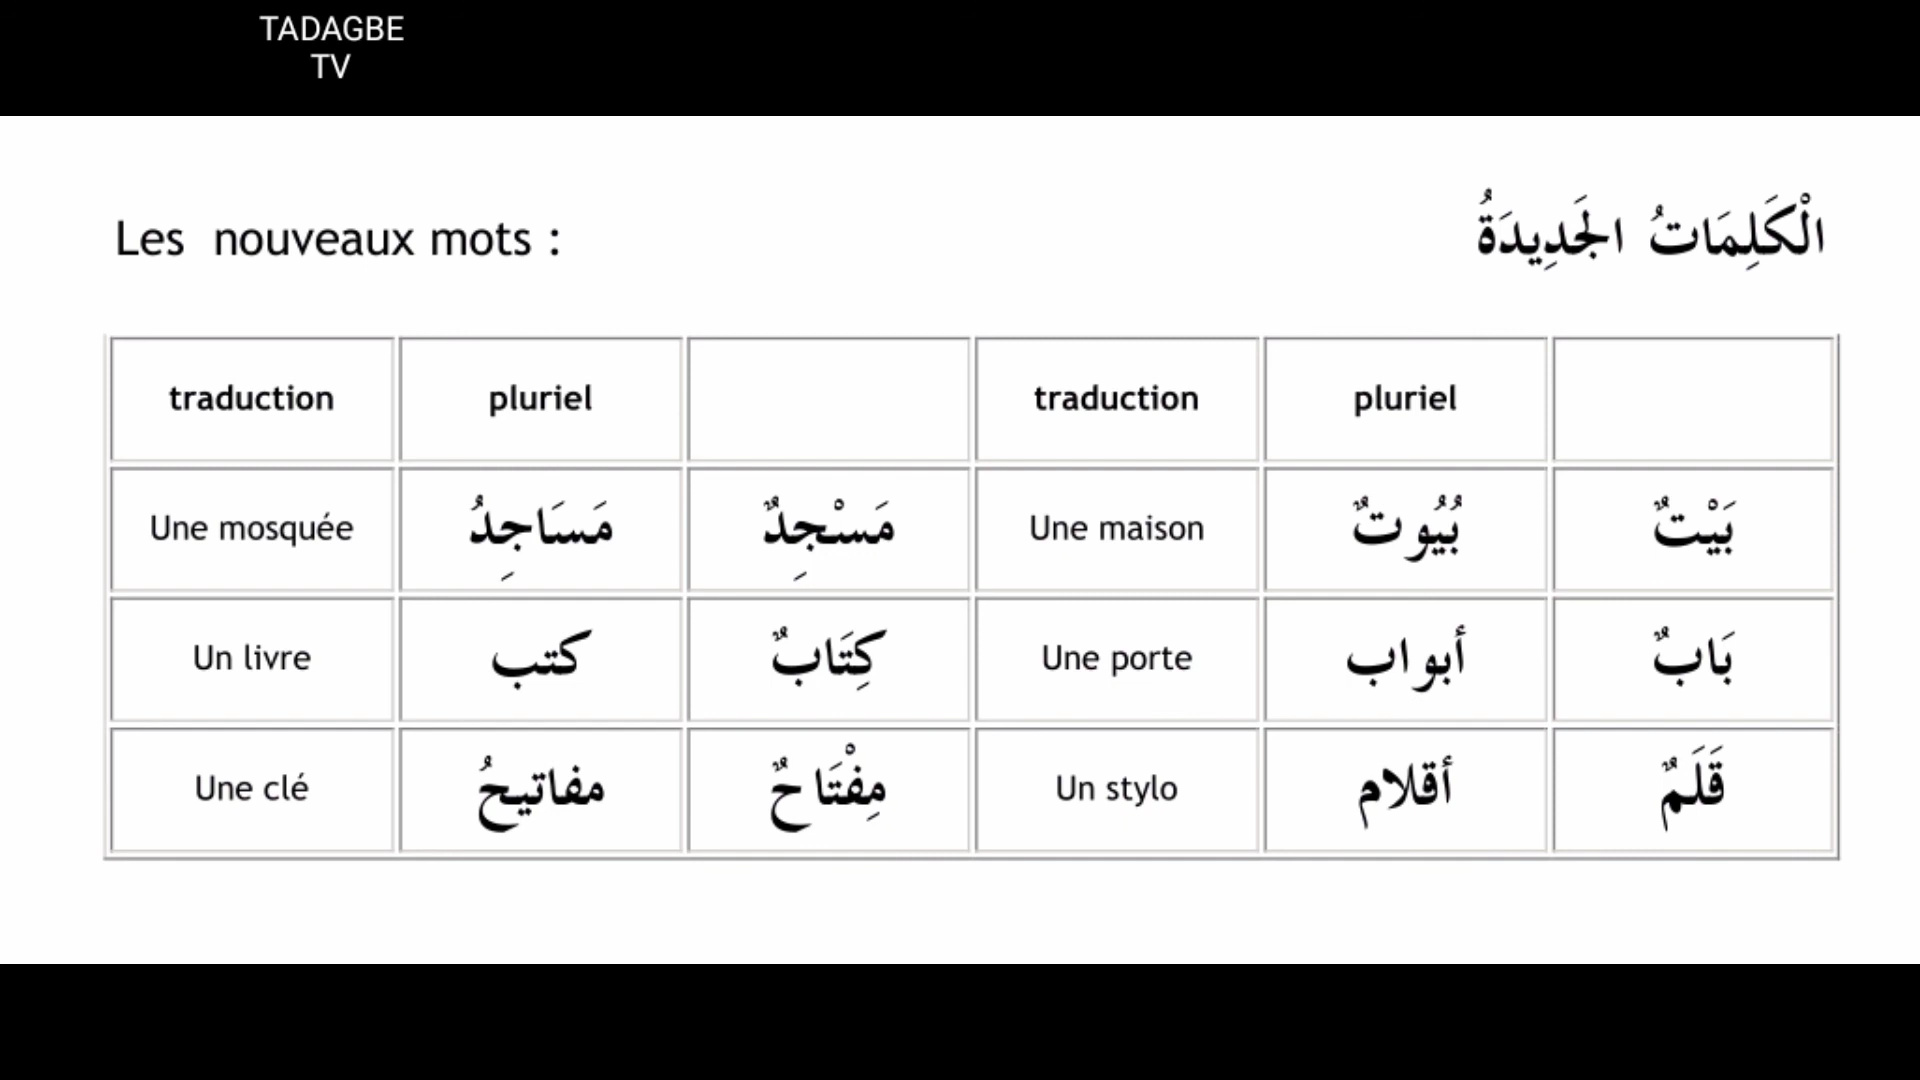 TADAGBE
TV
Les nouveaux mots : الْكَلِمَاتُ الجَدِيدَةُ
traduction pluriel traduction pluriel
Une mosquée مَسَاجِدُ مَسْجِدٌ Une maison بُيُوتٌ بَيْتٌ
Un livre كتب كِتَابٌ Une porte أبواب بَابٌ
Une clé مفاتيحُ مِفْتَاحٌ Un stylo أقلام قَلَمٌ